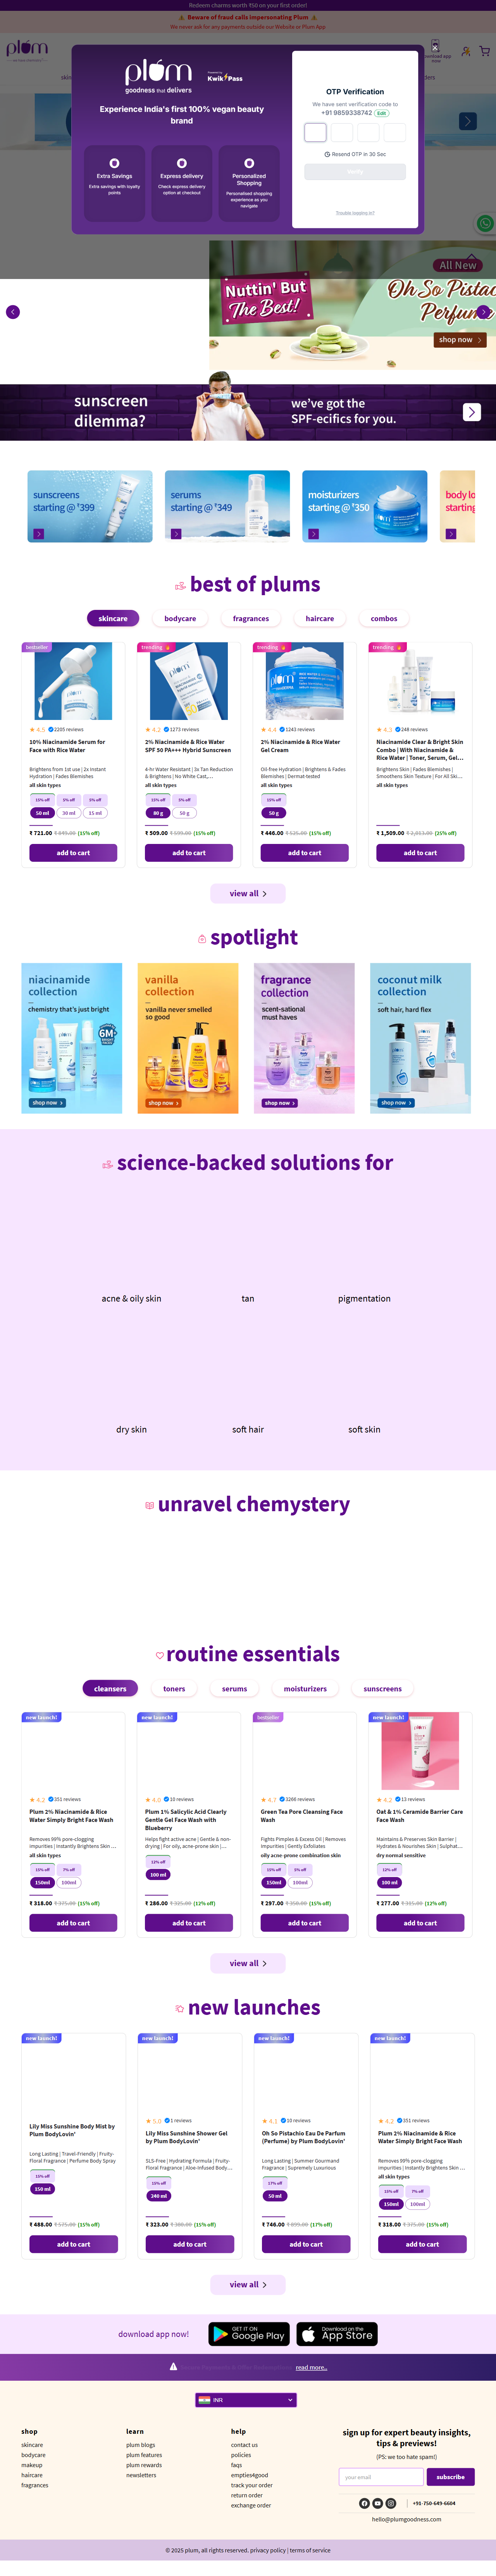 Redeem charms worth ₹50 on your first order!
Beware of fraud calls impersonating Plum
We never ask for any payments outside our Website or Plum App
plum
plum
goodness that delivers
Powered by
KwikPass
Experience India's first 100% vegan beauty
brand
Extra Savings
Extra savings with loyalty
points
Express delivery
Check express delivery
option at checkout
Personalized
Shopping
Personalised shopping
experience as you
navigate
OTP Verification
We have sent verification code to
+91 9859338742 Edit
Resend OTP in 30 Sec
Verify
Trouble logging in?
All New
Nuttin' But
The Best!
Oh So Pistac
Perfum
shop now
sunscreen
dilemma?
we've got the
SPF-ecifics for you.
sunscreens
starting @ ₹399
serums
starting @ ₹349
moisturizers
starting @ ₹350
body lo
starting
best of plums
skincare
bodycare
fragrances
haircare
combos
bestseller
2205 reviews
10% Niacinamide Serum for
Face with Rice Water
Brightens from 1st use | 2x Instant
Hydration | Fades Blemishes
all skin types
15% off
5% off
5% off
50 ml
30 ml
15 ml
₹ 721.00 ₹ 849.00 (15% off)
add to cart
trending
4.2 1273 reviews
2% Niacinamide & Rice Water
SPF 50 PA+++ Hybrid Sunscreen
4-hr Water Resistant | 2x Tan Reduction
& Brightens | No White Cast,...
all skin types
15% off
5% off
80 g
50 g
₹ 509.00 ₹ 599.00 (15% off)
add to cart
trending
4.4 1243 reviews
2% Niacinamide & Rice Water
Gel Cream
Oil-free Hydration | Brightens & Fades
Blemishes | Dermat-tested
all skin types
15% off
50 g
₹ 446.00 ₹ 525.00 (15% off)
add to cart
trending
248 reviews
Niacinamide Clear & Bright Skin
Combo | With Niacinamide &
Rice Water | Toner, Serum, Gel...
Brightens Skin | Fades Blemishes |
Smoothens Skin Texture | For All Ski...
all skin types
₹ 1,509.00 ₹ 2,013.00 (25% off)
add to cart
view all
spotlight
niacinamide
collection
chemistry that's just bright
6M+
shop now
vanilla
collection
vanilla never smelled
so good
shop now
fragrance
collection
scent-sational
must haves
shop now
coconut milk
collection
soft hair, hard flex
shop now
science-backed solutions for
acne & oily skin
tan
pigmentation
dry skin
soft hair
soft skin
unravel chemystery
routine essentials
cleansers
toners
serums
moisturizers
sunscreens
new launch!
351 reviews
Plum 2% Niacinamide & Rice
Water Simply Bright Face Wash
Removes 99% pore-clogging
impurities | Instantly Brightens Skin ...
all skin types
15% off
7% off
150ml
100ml
₹ 318.00 ₹ 375.00 (15% off)
add to cart
new launch!
10 reviews
Plum 1% Salicylic Acid Clearly
Gentle Gel Face Wash with
Blueberry
Helps fight active acne | Gentle & non-
drying | For oily, acne-prone skin |...
12% off
100 ml
₹ 286.00 ₹ 325.00 (12% off)
add to cart
bestseller
4.7 3266 reviews
Green Tea Pore Cleansing Face
Wash
Fights Pimples & Excess Oil | Removes
Impurities | Gently Exfoliates
oily acne-prone combination skin
15% off
5% off
150ml
100ml
₹ 297.00 ₹ 350.00 (15% off)
add to cart
new launch!
4.2 13 reviews
Oat & 1% Ceramide Barrier Care
Face Wash
Maintains & Preserves Skin Barrier |
Hydrates & Nourishes Skin | Sulphat...
dry normal sensitive
12% off
100 ml
₹ 277.00 ₹ 315.00 (12% off)
add to cart
view all
new launches
new launch!
Lily Miss Sunshine Body Mist by
Plum BodyLovin'
Long Lasting | Travel-Friendly | Fruity-
Floral Fragrance | Perfume Body Spray
15% off
150 ml
₹ 488.00 ₹ 575.00 (15% off)
add to cart
new launch!
5.0 1 reviews
Lily Miss Sunshine Shower Gel
by Plum BodyLovin'
SLS-Free | Hydrating Formula | Fruity-
Floral Fragrance | Aloe-Infused Body...
15% off
240 ml
₹ 323.00 ₹ 380.00 (15% off)
add to cart
new launch!
4.1 10 reviews
Oh So Pistachio Eau De Parfum
(Perfume) by Plum BodyLovin'
Long Lasting | Summer Gourmand
Fragrance | Supremely Luxurious
17% off
50 ml
₹ 746.00 ₹ 899.00 (17% off)
add to cart
new launch!
351 reviews
Plum 2% Niacinamide & Rice
Water Simply Bright Face Wash
Removes 99% pore-clogging
impurities | Instantly Brightens Skin ...
all skin types
15% off
7% off
150ml
100ml
₹ 318.00 ₹ 375.00 (15% off)
add to cart
view all
download app now!
GET IT ON
Google Play
Download on the
App Store
read more..
INR
shop
skincare
bodycare
makeup
haircare
fragrances
learn
plum blogs
plum features
plum rewards
newsletters
help
contact us
policies
faqs
empties4good
track your order
return order
exchange order
sign up for expert beauty insights,
tips & previews!
(PS: we too hate spam!)
your email
subscribe
+91-750-649-6604
hello@plumgoodness.com
© 2025 plum, all rights reserved. privacy policy | terms of service